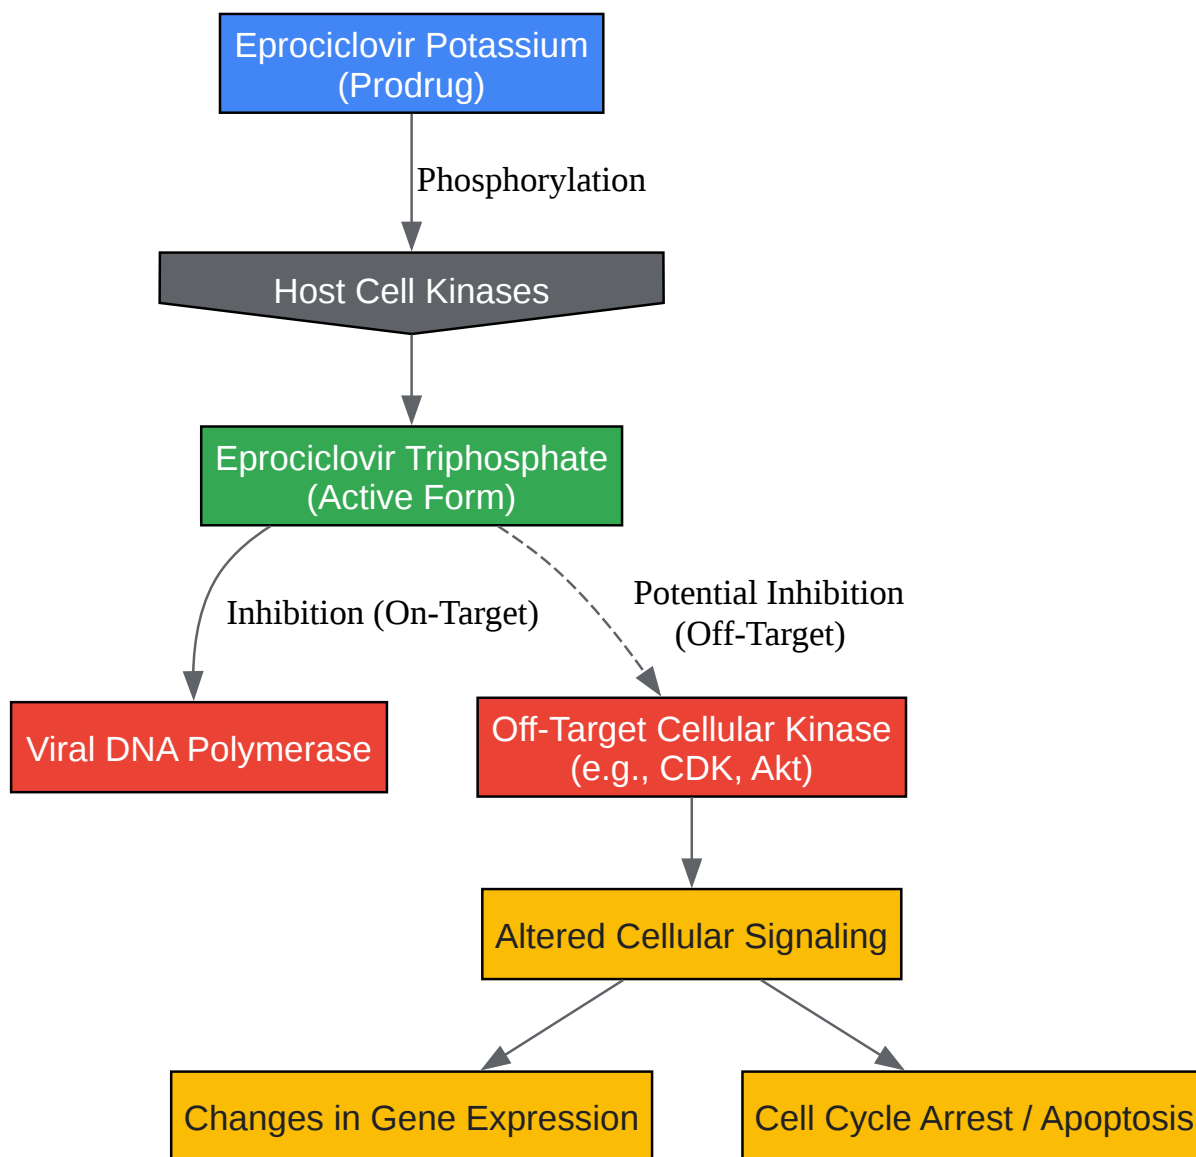 Eprociclovir Potassium
(Prodrug)
Phosphorylation
Host Cell Kinases
Eprociclovir Triphosphate
(Active Form)
Inhibition (On-Target)
Potential Inhibition
(Off-Target)
Viral DNA Polymerase
Off-Target Cellular Kinase
(e.g., CDK, Akt)
Altered Cellular Signaling
Changes in Gene Expression
Cell Cycle Arrest / Apoptosis